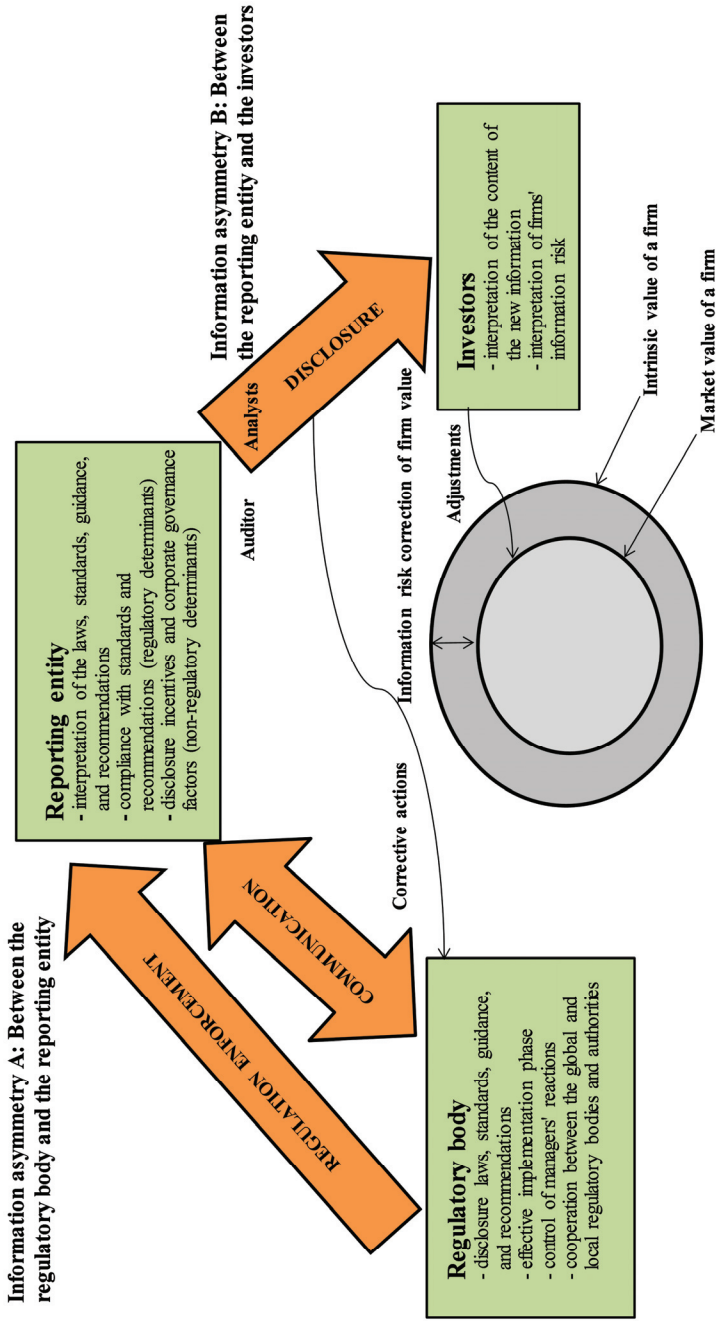 Information asymmetry A: Between the
regulatory body and the reporting entity
Reporting entity
- interpretation of the laws, standards, guidance,
and recommendations
- compliance with standards and
recommendations (regulatory determinants)
- disclosure incentives and corporate governance
factors (non-regulatory determinants)
Information asymmetry B: Between
the reporting entity and the investors
REGULATION ENFORCEMENT
COMMUNICATION
Auditor
Analysts
DISCLOSURE
Regulatory body
- disclosure laws, standards, guidance,
and recommendations
- effective implementation phase
- control of managers' reactions
- cooperation between the global and
local regulatory bodies and authorities
Corrective actions
Information risk correction of firm value
Adjustments
Investors
- interpretation of the content of
the new information
- interpretation of firms'
information risk
Intrinsic value of a firm
Market value of a firm